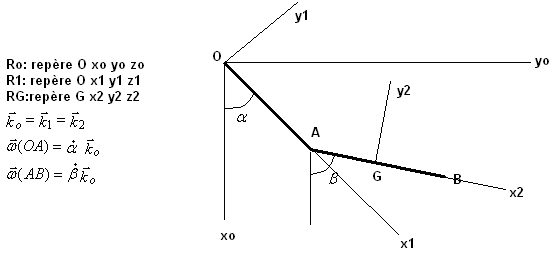 Ro: repère O xo yo zo
R1: repère O x1 y1 z1
RG:repère G x2 y2 z2
k⃗o = k⃗1 = k⃗2
ϖ⃗(OA) = α̇ k⃗o
ϖ⃗(AB) = β̇ k⃗o
y1
O
yo
α
y2
A
G
B
β
x2
xo
x1